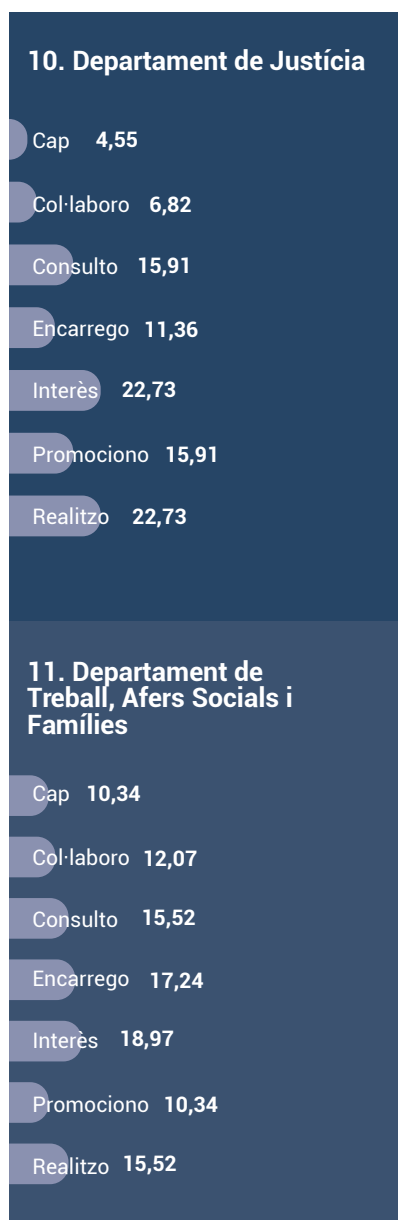 10. Departament de Justícia
Cap 4,55
Col·laboro 6,82
Consulto 15,91
Encarrego 11,36
Interès 22,73
Promociono 15,91
Realitzo 22,73
11. Departament de
Treball, Afers Socials i
Famílies
Cap 10,34
Col·laboro 12,07
Consulto 15,52
Encarrego 17,24
Interès 18,97
Promociono 10,34
Realitzo 15,52